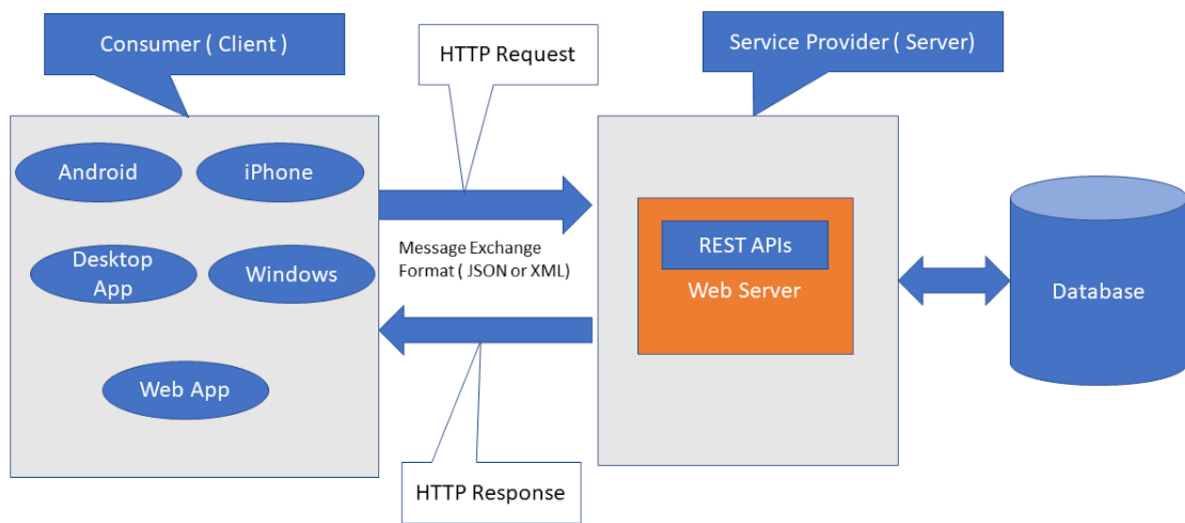 Consumer ( Client )
HTTP Request
Service Provider ( Server)
Android
iPhone
Desktop
App
Windows
Web App
Message Exchange
Format ( JSON or XML)
REST APIs
Web Server
Database
HTTP Response